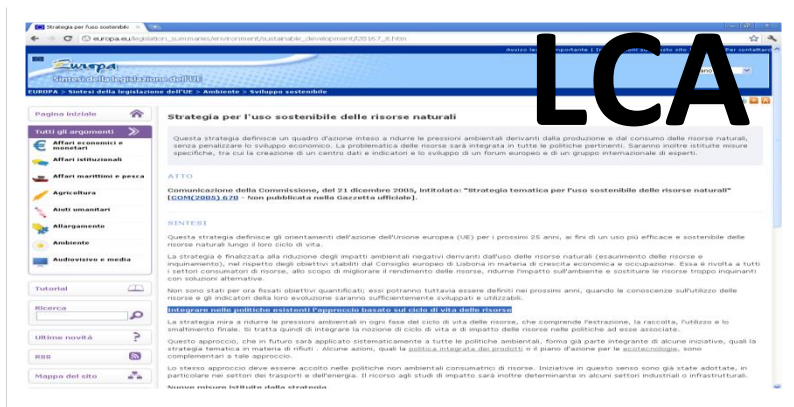 Strategia per l'uso sostenibile
europa.eu/legislation_summaries/environment/sustainable_development/l28167_it.htm
LCA
Europa
Sintesi della legislazione dell'UE
EUROPA > Sintesi della legislazione dell'UE > Ambiente > Sviluppo sostenibile
Pagina iniziale
Tutti gli argomenti
Affari economici e
monetari
Affari istituzionali
Affari marittimi e pesca
Agricoltura
Aiuti umanitari
Allargamento
Ambiente
Audiovisivo e media
Tutorial
Ricerca
Ultime novità
RSS
Mappa del sito
Strategia per l'uso sostenibile delle risorse naturali
Questa strategia definisce un quadro d'azione inteso a ridurre le pressioni ambientali derivanti dalla produzione e dal consumo delle risorse naturali,
senza penalizzare lo sviluppo economico. La problematica delle risorse sarà integrata in tutte le politiche pertinenti. Saranno inoltre istituite misure
specifiche, tra cui la creazione di un centro dati e indicatori e lo sviluppo di un forum europeo e di un gruppo internazionale di esperti.
ATTO
Comunicazione della Commissione, del 21 dicembre 2005, intitolata: "Strategia tematica per l'uso sostenibile delle risorse naturali"
[COM(2005) 670 - Non pubblicata nella Gazzetta ufficiale].
SINTESI
Questa strategia definisce gli orientamenti dell'azione dell'Unione europea (UE) per i prossimi 25 anni, ai fini di un uso più efficace e sostenibile delle
risorse naturali lungo il loro ciclo di vita.
La strategia è finalizzata alla riduzione degli impatti ambientali negativi derivanti dall'uso delle risorse naturali (esaurimento delle risorse e
inquinamento), nel rispetto degli obiettivi stabiliti dal Consiglio europeo di Lisbona in materia di crescita economica e occupazione. Essa è rivolta a tutti
i settori consumatori di risorse, allo scopo di migliorare il rendimento delle risorse, ridurne l'impatto sull'ambiente e sostituire le risorse troppo inquinanti
con soluzioni alternative.
Non sono stati per ora fissati obiettivi quantificati; essi potranno tuttavia essere definiti nei prossimi anni, quando le conoscenze sull'utilizzo delle
risorse e gli indicatori della loro evoluzione saranno sufficientemente sviluppati e utilizzabili.
Integrare nelle politiche esistenti l'approccio basato sul ciclo di vita delle risorse
La strategia mira a ridurre le pressioni ambientali in ogni fase del ciclo di vita delle risorse, che comprende l'estrazione, la raccolta, l'utilizzo e lo
smaltimento finale. Si tratta quindi di integrare la nozione di ciclo di vita e di impatto delle risorse nelle politiche ad esse associate.
Questo approccio, che in futuro sarà applicato sistematicamente a tutte le politiche ambientali, forma già parte integrante di alcune iniziative, quali la
strategia tematica in materia di rifiuti . Alcune azioni, quali la politica integrata dei prodotti o il piano d'azione per le ecotecnologie, sono
complementari a tale approccio.
Lo stesso approccio deve essere accolto nelle politiche non ambientali consumatrici di risorse. Iniziative in questo senso sono già state adottate, in
particolare nei settori dei trasporti e dell'energia. Il ricorso agli studi di impatto sarà inoltre determinante in alcuni settori industriali o infrastrutturali.
Nuove misure istituite dalla strategia